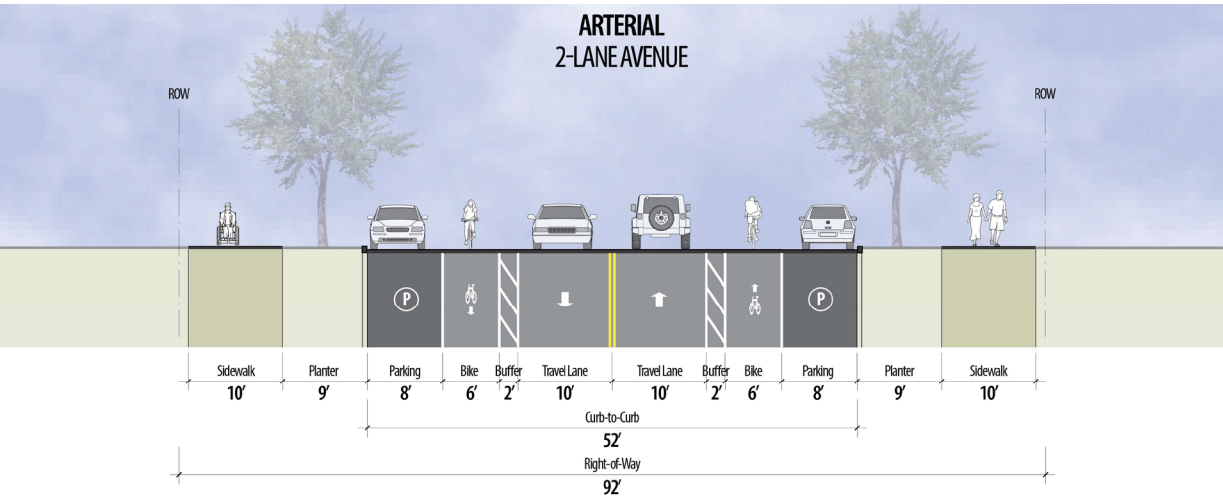 ARTERIAL
2-LANE AVENUE
ROW
ROW
P
P
Sidewalk Planter Parking Bike Buffer Travel Lane Travel Lane Buffer Bike Parking Planter Sidewalk
10' 9' 8' 6' 2' 10' 10' 2' 6' 8' 9' 10'
Curb-to-Curb
52'
Right-of-Way
92'